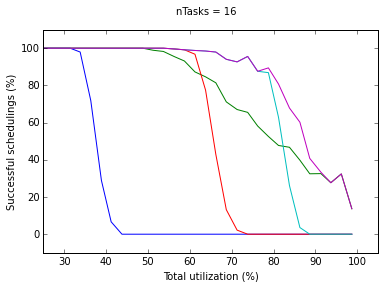 nTasks = 16
100
80
60
40
20
0
Successful schedulings (%)
30 40 50 60 70 80 90 100
Total utilization (%)